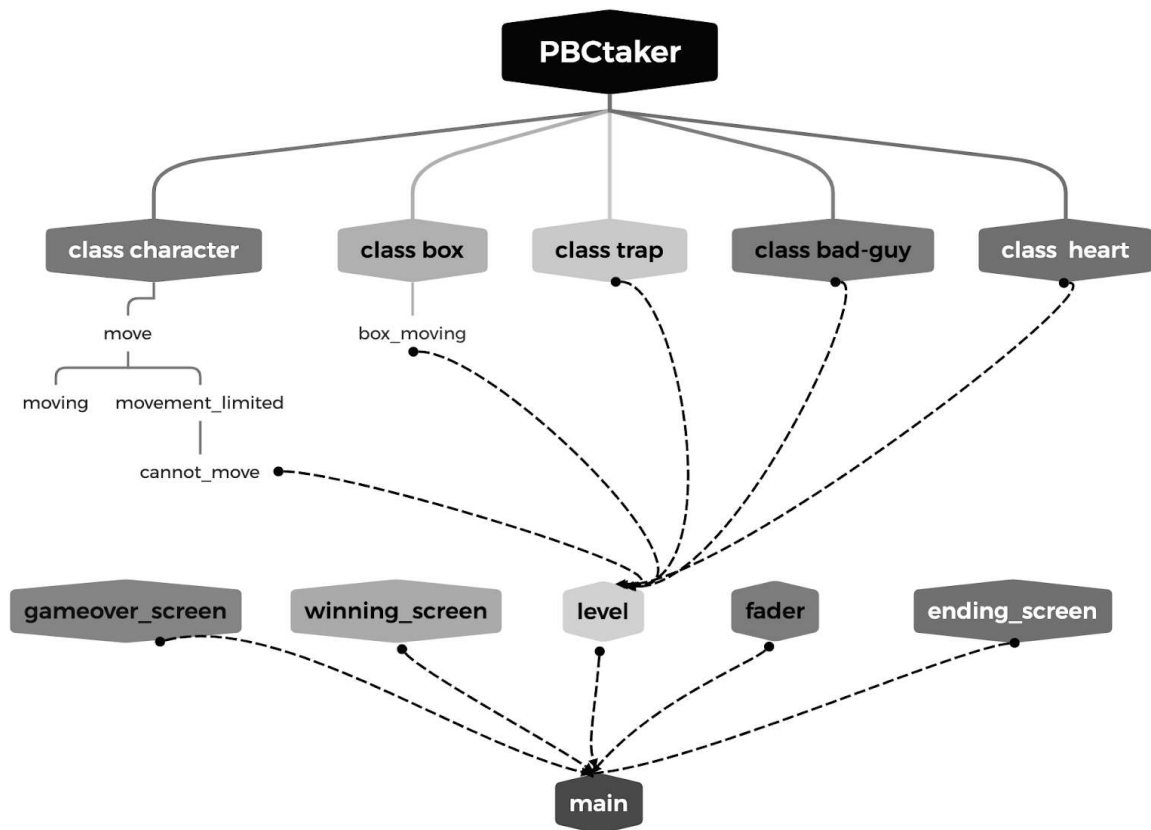 PBCtaker
class character
class box
class trap
class bad-guy
class heart
move
box_moving
moving
movement_limited
cannot_move
gameover_screen
winning_screen
level
fader
ending_screen
main